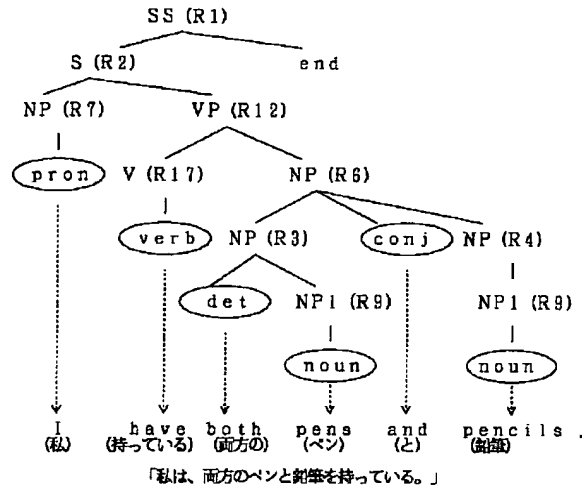 SS (R1)
S (R2) end
NP (R7) VP (R12)
pron V (R17) NP (R6)
verb NP (R3) conj NP (R4)
det NP1 (R9) NP1 (R9)
noun noun
I have both pens and pencils .
(私) (持っている) (両方の) (ペン) (と) (鉛筆)
「私は、両方のペンと鉛筆を持っている。」